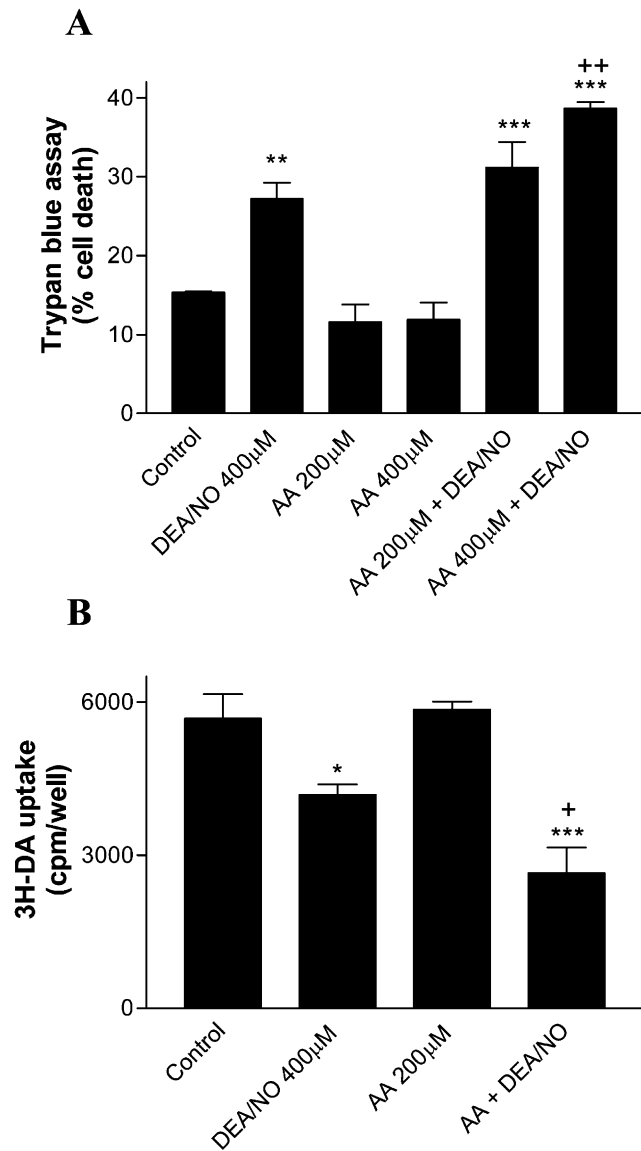 A
Trypan blue assay
(% cell death)
40
30
20
10
0
**
***
++
***
Control
DEA/NO 400μM
AA 200μM
AA 400μM
AA 200μM + DEA/NO
AA 400μM + DEA/NO
B
3H-DA uptake
(cpm/well)
6000
3000
0
*
+
***
Control
DEA/NO 400μM
AA 200μM
AA + DEA/NO